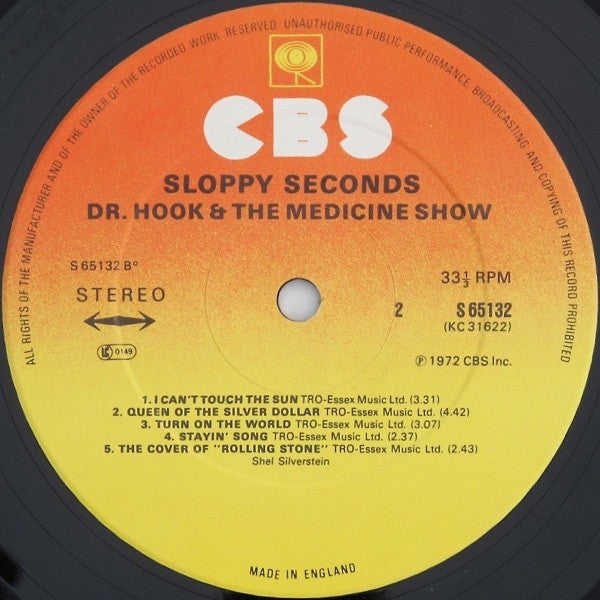 ALL RIGHTS OF THE MANUFACTURER AND OF THE OWNER OF THE RECORDED WORK RESERVED UNAUTHORISED PUBLIC PERFORMANCE, BROADCASTING AND COPYING OF THIS RECORD PROHIBITED
CBS
SLOPPY SECONDS
DR. HOOK & THE MEDICINE SHOW
S 65132 B°
STEREO
LC 0149
33⅓ RPM
2 S 65132
(KC 31622)
℗ 1972 CBS Inc.
1. I CAN'T TOUCH THE SUN TRO-Essex Music Ltd. (3.31)
2. QUEEN OF THE SILVER DOLLAR TRO-Essex Music Ltd. (4.42)
3. TURN ON THE WORLD TRO-Essex Music Ltd. (3.07)
4. STAYIN' SONG TRO-Essex Music Ltd. (2.37)
5. THE COVER OF "ROLLING STONE" TRO-Essex Music Ltd. (2.43)
Shel Silverstein
MADE IN ENGLAND